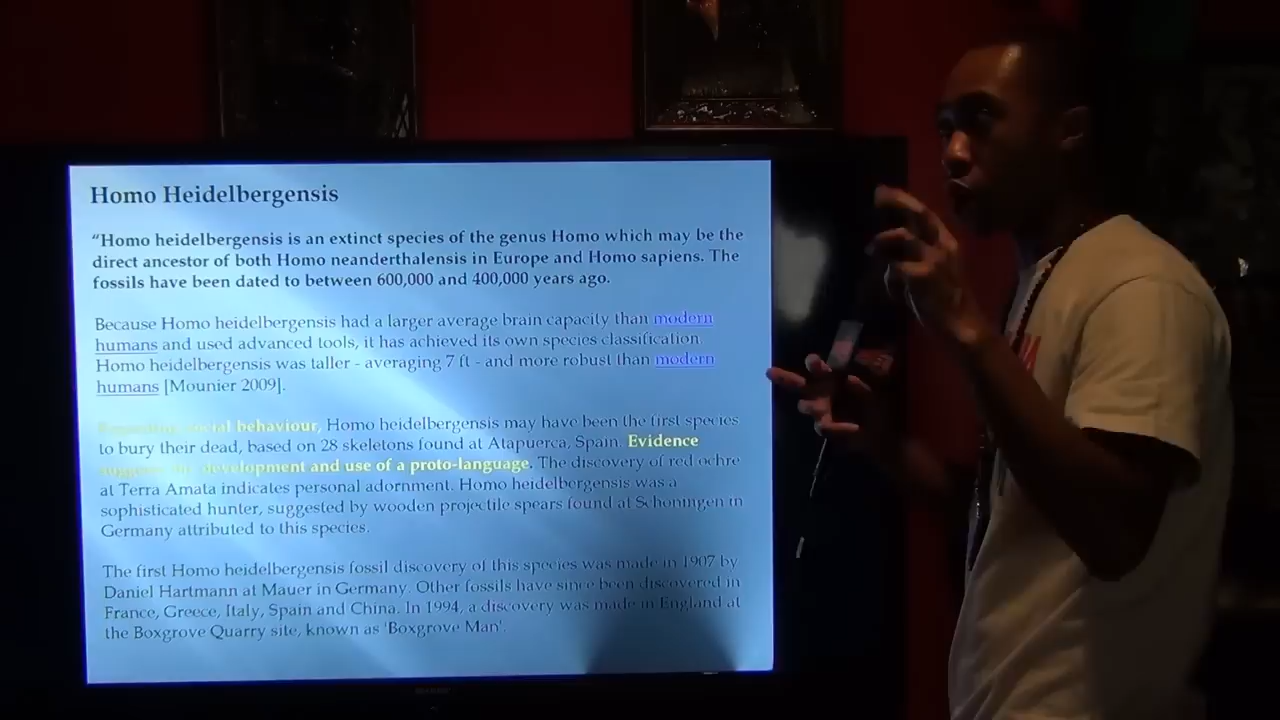 Homo Heidelbergensis
“Homo heidelbergensis is an extinct species of the genus Homo which may be the
direct ancestor of both Homo neanderthalensis in Europe and Homo sapiens. The
fossils have been dated to between 600,000 and 400,000 years ago.
Because Homo heidelbergensis had a larger average brain capacity than modern
humans and used advanced tools, it has achieved its own species classification.
Homo heidelbergensis was taller - averaging 7 ft - and more robust than modern
humans [Mounier 2009].
social behaviour, Homo heidelbergensis may have been the first species
to bury their dead, based on 28 skeletons found at Atapuerca, Spain. Evidence
development and use of a proto-language. The discovery of red ochre
at Terra Amata indicates personal adornment. Homo heidelbergensis was a
sophisticated hunter, suggested by wooden projectile spears found at Schoningen in
Germany attributed to this species.
The first Homo heidelbergensis fossil discovery of this species was made in 1907 by
Daniel Hartmann at Mauer in Germany. Other fossils have since been discovered in
France, Greece, Italy, Spain and China. In 1994, a discovery was made in England at
the Boxgrove Quarry site, known as 'Boxgrove Man'.